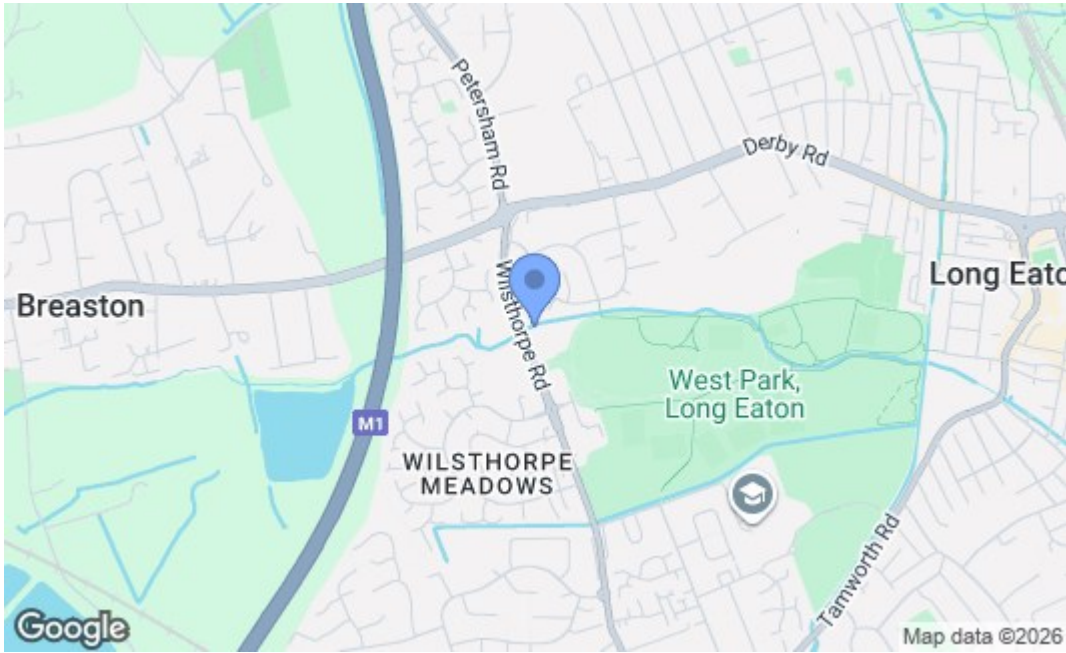 Petersham Rd
Derby Rd
Wilsthorpe Rd
Breaston
Long Eato
West Park,
Long Eaton
M1
WILSTHORPE
MEADOWS
Tamworth Rd
Google
Map data ©2026